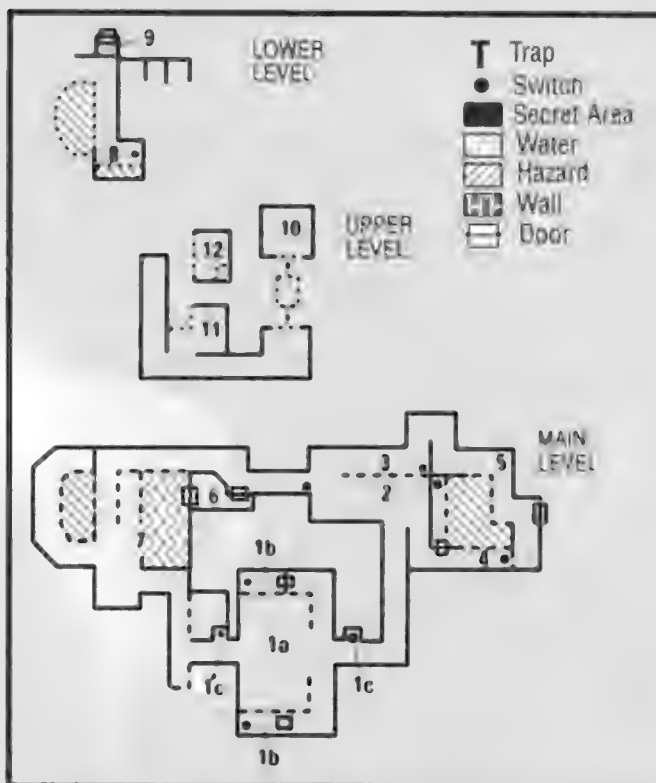 9
LOWER
LEVEL
T Trap
Switch
Secret Area
Water
Hazard
Wall
Door
10
12
UPPER
LEVEL
11
MAIN
LEVEL
3
5
2
6
7
4
1b
1a
1c
1c
1b